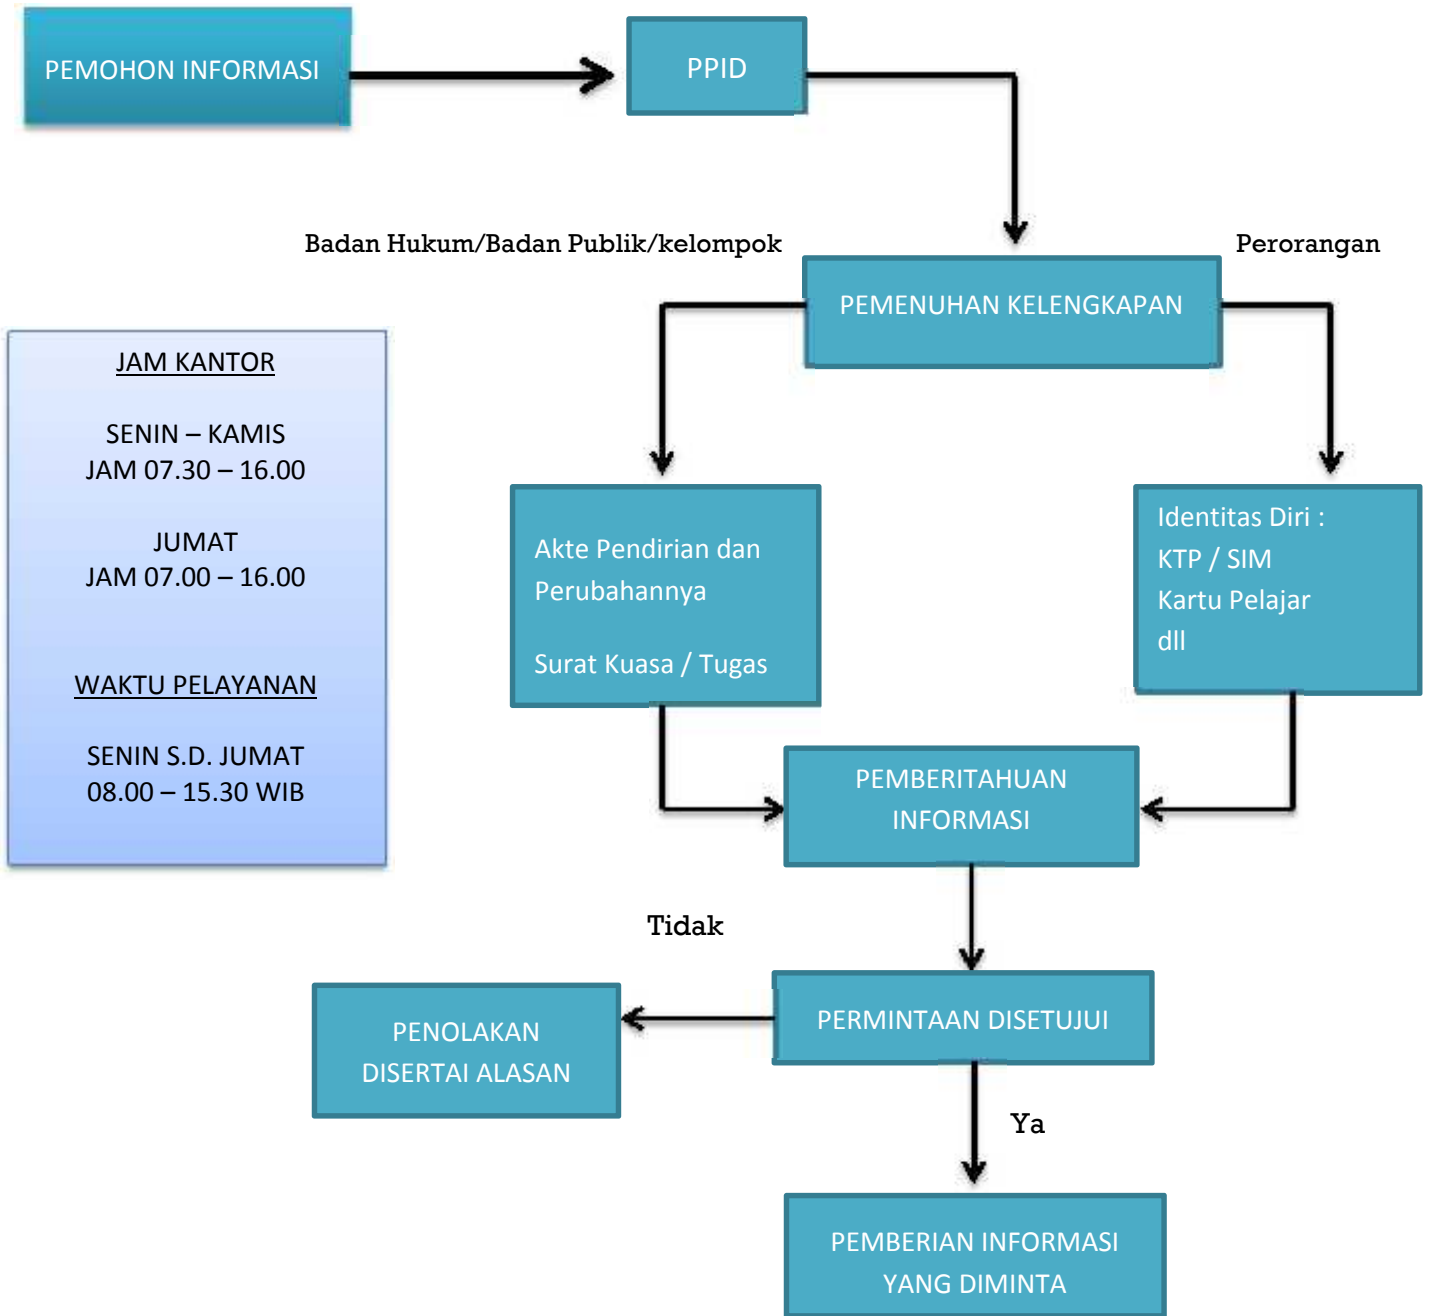 PEMOHON INFORMASI
PPID
Badan Hukum/Badan Publik/kelompok
Perorangan
PEMENUHAN KELENGKAPAN
JAM KANTOR
SENIN – KAMIS
JAM 07.30 – 16.00
JUMAT
JAM 07.00 – 16.00
WAKTU PELAYANAN
SENIN S.D. JUMAT
08.00 – 15.30 WIB
Akte Pendirian dan
Perubahannya
Surat Kuasa / Tugas
Identitas Diri :
KTP / SIM
Kartu Pelajar
dll
PEMBERITAHUAN
INFORMASI
Tidak
PENOLAKAN
DISERTAI ALASAN
PERMINTAAN DISETUJUI
Ya
PEMBERIAN INFORMASI
YANG DIMINTA